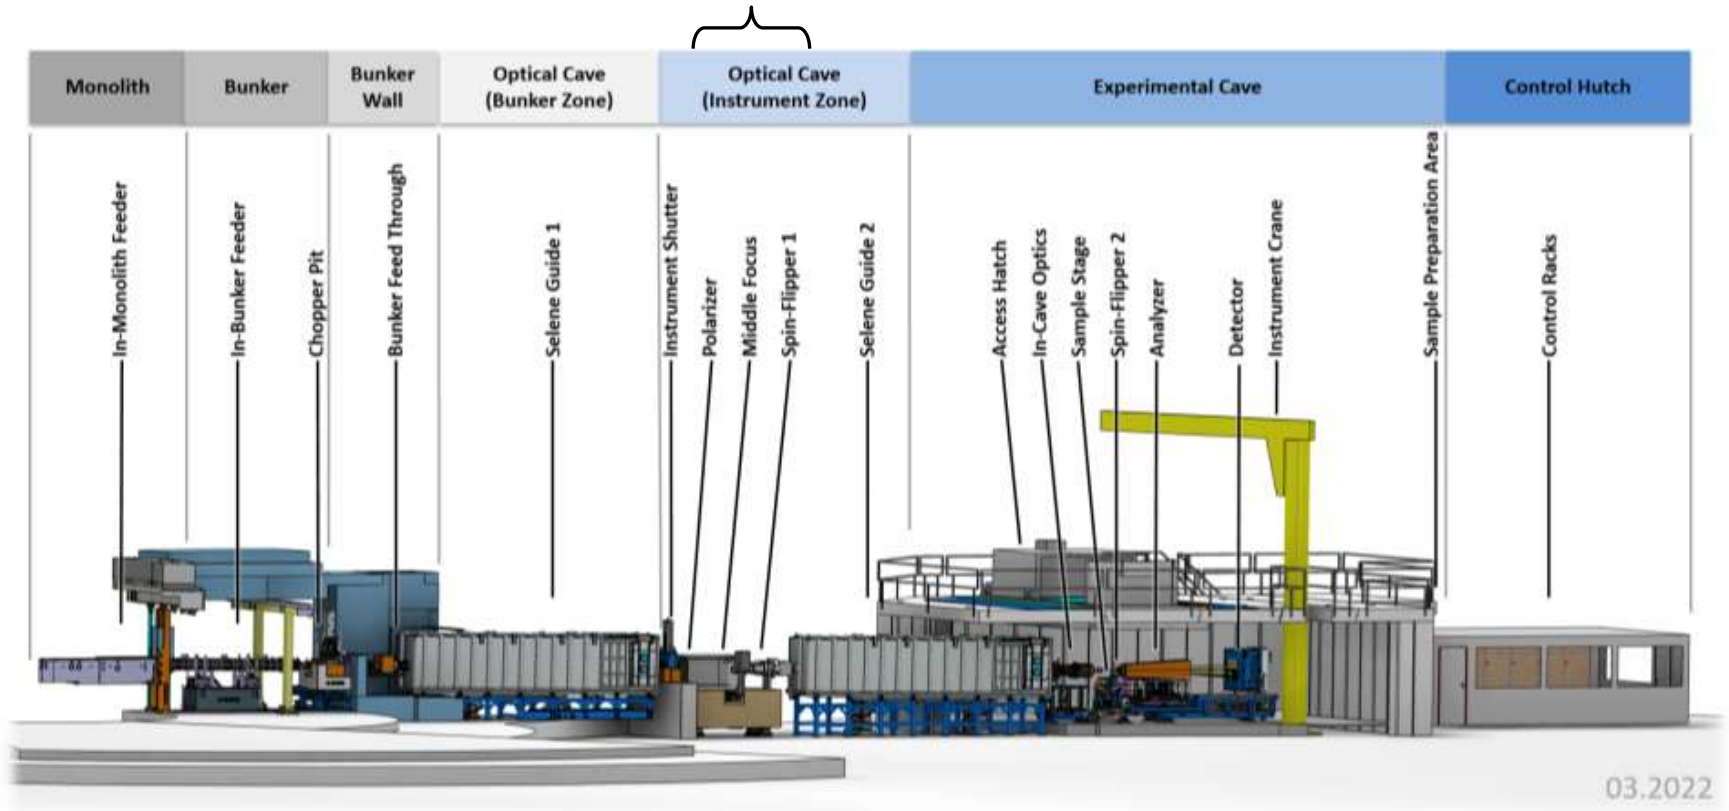 Monolith
Bunker
Bunker
Wall
Optical Cave
(Bunker Zone)
Optical Cave
(Instrument Zone)
Experimental Cave
Control Hutch
In-Monolith Feeder
In-Bunker Feeder
Chopper Pit
Bunker Feed Through
Selene Guide 1
Instrument Shutter
Polarizer
Middle Focus
Spin-Flipper 1
Selene Guide 2
Access Hatch
In-Cave Optics
Sample Stage
Spin-Flipper 2
Analyzer
Detector
Instrument Crane
Sample Preparation Area
Control Racks
03.2022